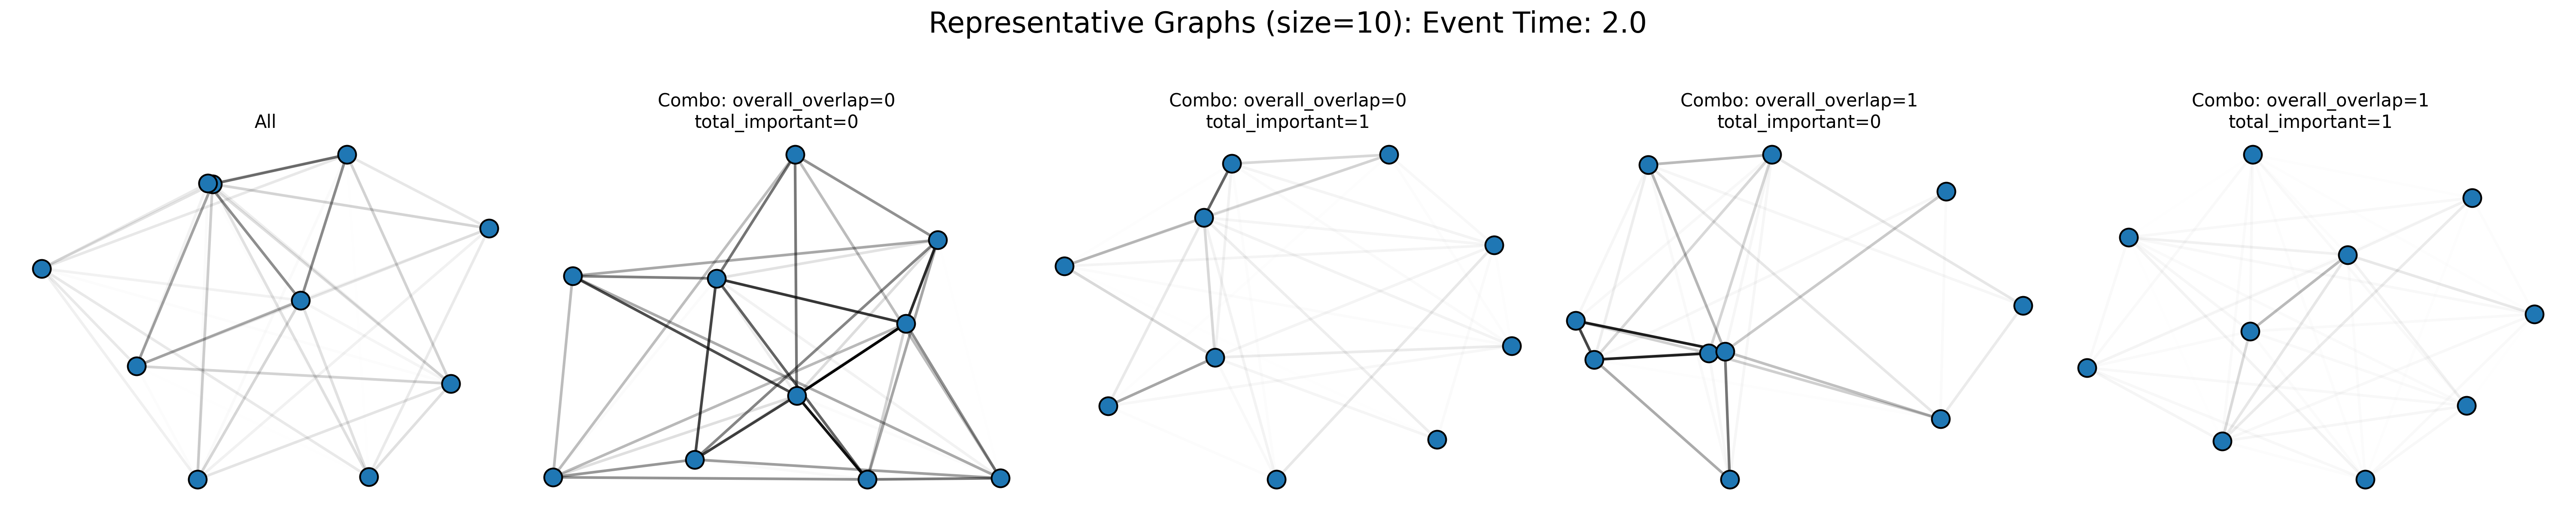 Representative Graphs (size=10): Event Time: 2.0
All
Combo: overall_overlap=0
total_important=0
Combo: overall_overlap=0
total_important=1
Combo: overall_overlap=1
total_important=0
Combo: overall_overlap=1
total_important=1